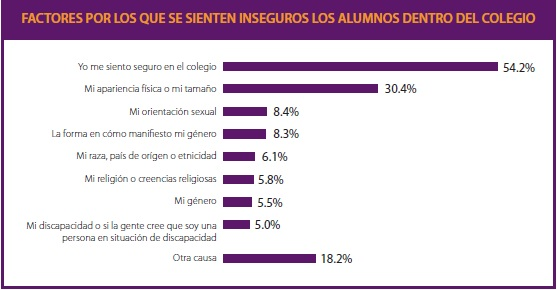 FACTORES POR LOS QUE SE SIENTEN INSEGUROS LOS ALUMNOS DENTRO DEL COLEGIO
Yo me siento seguro en el colegio 54.2%
Mi apariencia física o mi tamaño 30.4%
Mi orientación sexual 8.4%
La forma en cómo manifiesto mi género 8.3%
Mi raza, país de orígen o etnicidad 6.1%
Mi religión o creencias religiosas 5.8%
Mi género 5.5%
Mi discapacidad o si la gente cree que soy una
persona en situación de discapacidad 5.0%
Otra causa 18.2%